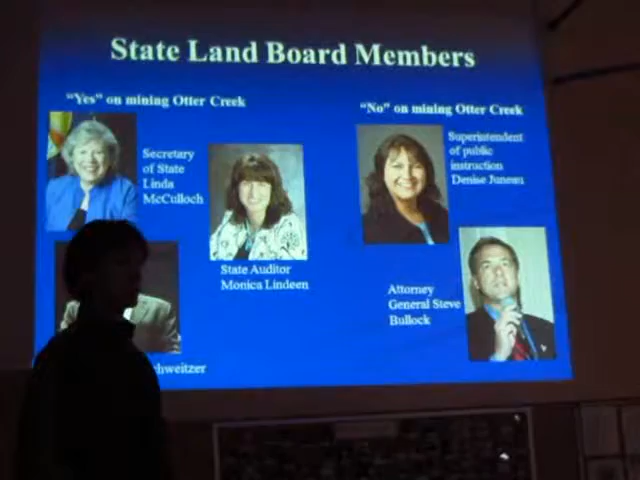 State Land Board Members
"Yes" on mining Otter Creek
"No" on mining Otter Creek
Secretary
of State
Linda
McCulloch
State Auditor
Monica Lindeen
Superintendent
of public
instruction
Denise Juneau
Attorney
General Steve
Bullock
hweitzer